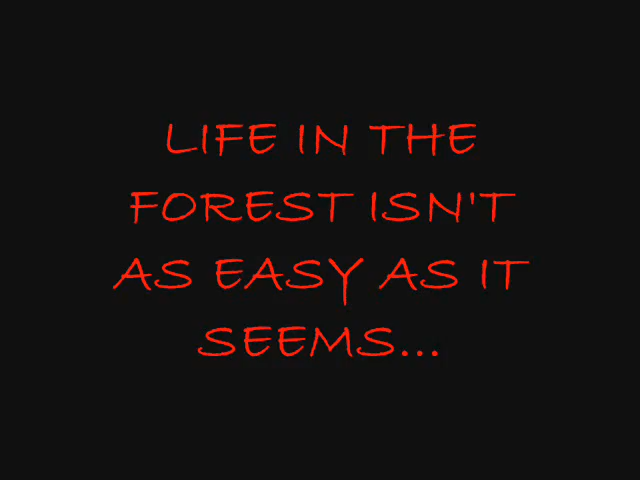 LIFE IN THE
FOREST ISN'T
AS EASY AS IT
SEEMS...